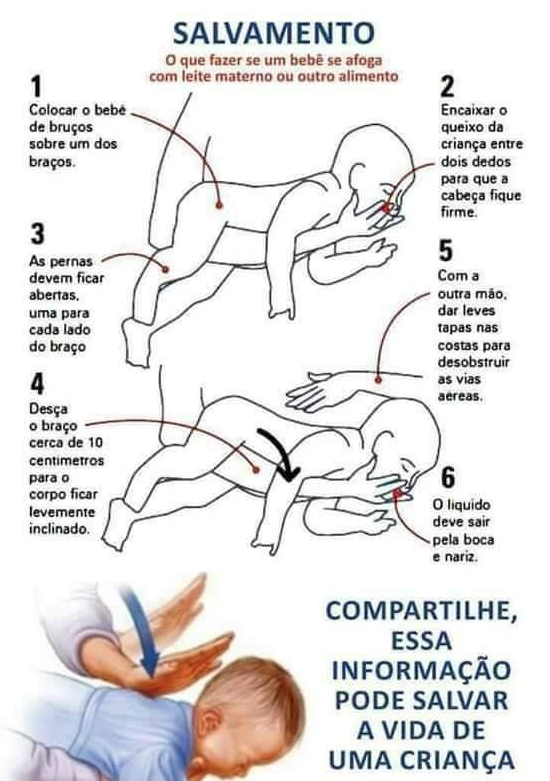 SALVAMENTO
O que fazer se um bebê se afoga
com leite materno ou outro alimento
1
Colocar o bebê
de bruços
sobre um dos
braços.
2
Encaixar o
queixo da
criança entre
dois dedos
para que a
cabeça fique
firme.
3
As pernas
devem ficar
abertas,
uma para
cada lado
do braço
5
Com a
outra mão,
dar leves
tapas nas
costas para
desobstruir
as vias
aéreas.
4
Desça
o braço
cerca de 10
centímetros
para o
corpo ficar
levemente
inclinado.
6
O líquido
deve sair
pela boca
e nariz.
COMPARTILHE,
ESSA
INFORMAÇÃO
PODE SALVAR
A VIDA DE
UMA CRIANÇA